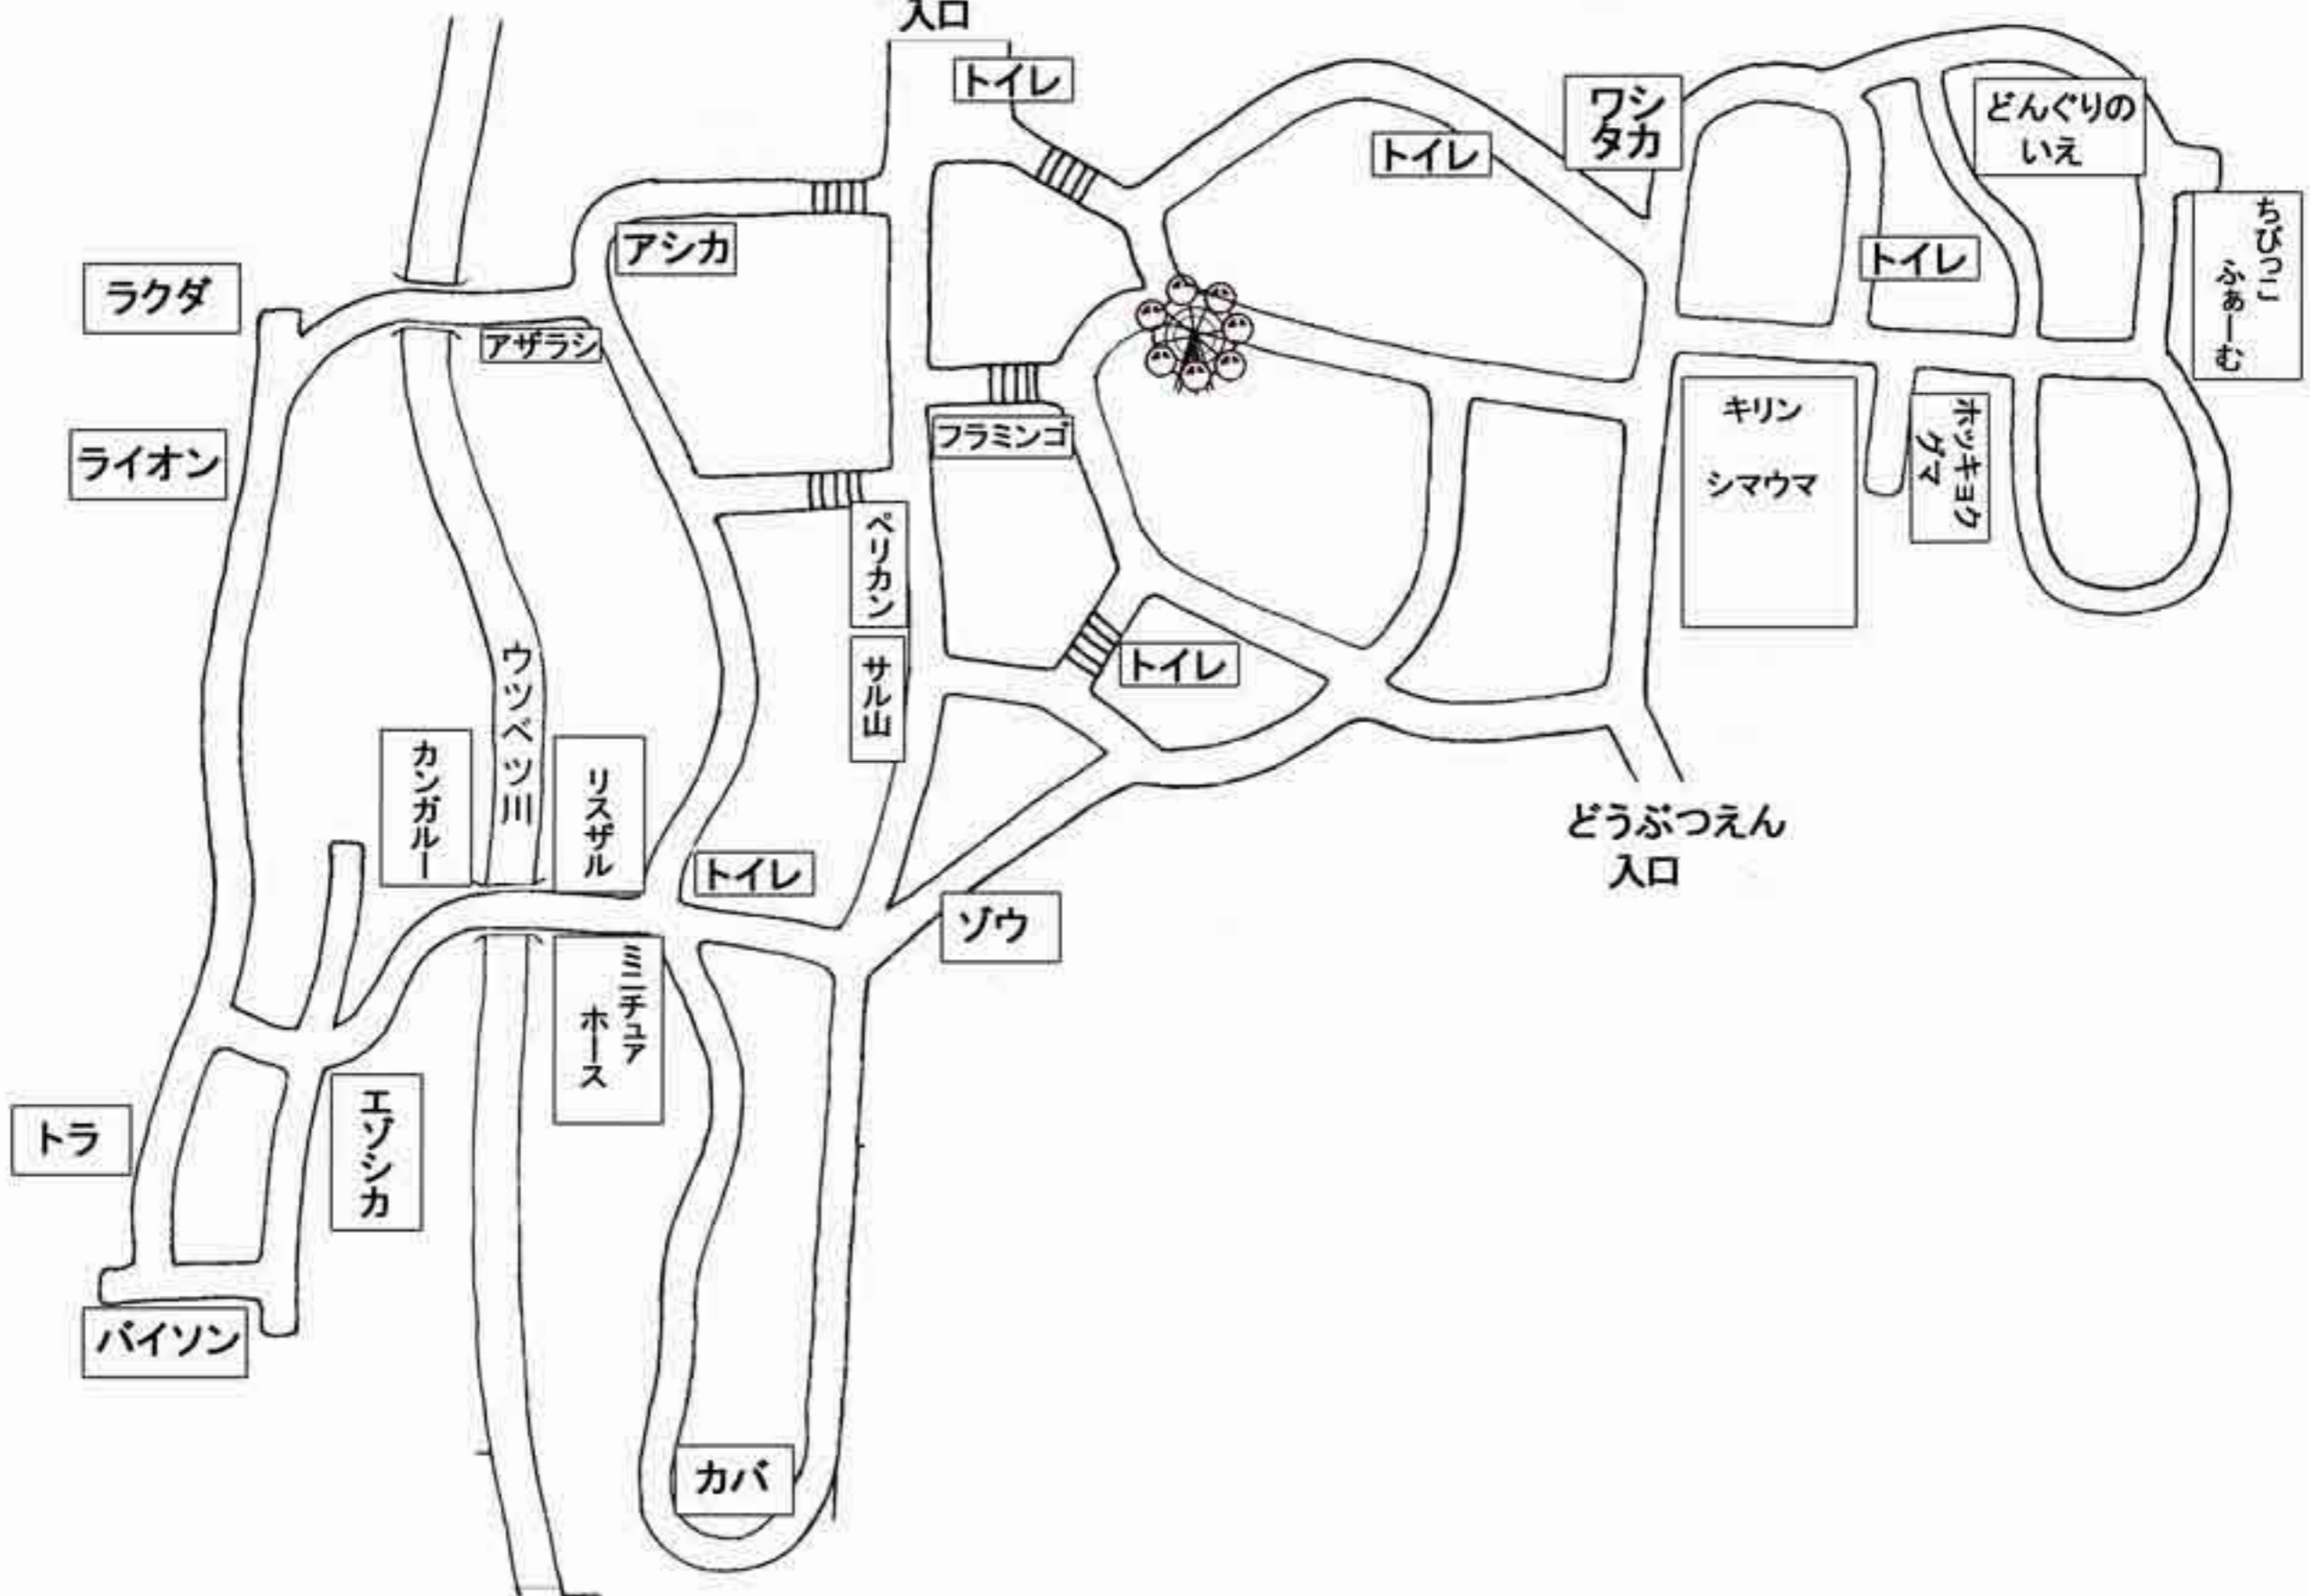 入口
トイレ
ワシ
タカ
どんぐりの
いえ
トイレ
ちびっこ
ふぁーむ
アシカ
トイレ
ラクダ
アザラシ
キリン
シマウマ
ホッキョク
グマ
フラミンゴ
ライオン
ペリカン
トイレ
サル山
ウツベツ川
カンガルー
リスザル
どうぶつえん
入口
トイレ
ゾウ
ミニチュア
ホース
トラ
エゾシカ
バイソン
カバ